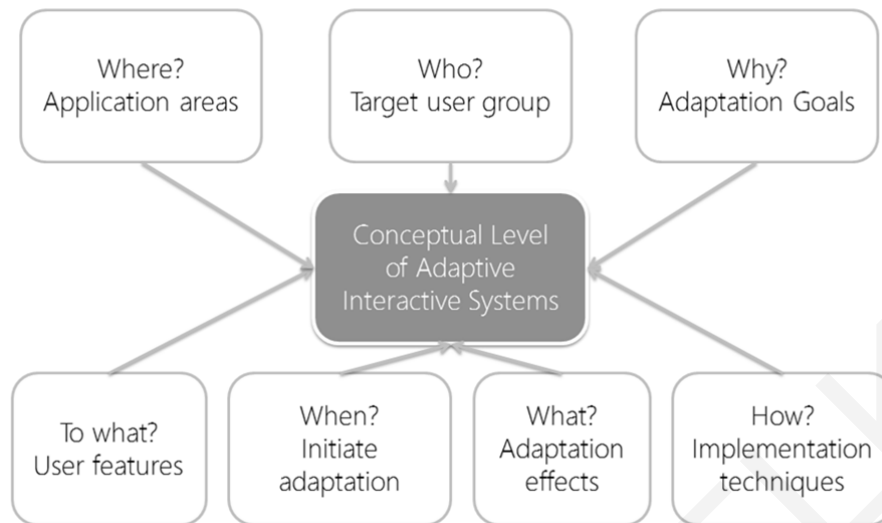 Where?
Application areas
Who?
Target user group
Why?
Adaptation Goals
Conceptual Level
of Adaptive
Interactive Systems
To what?
User features
When?
Initiate
adaptation
What?
Adaptation
effects
How?
Implementation
techniques